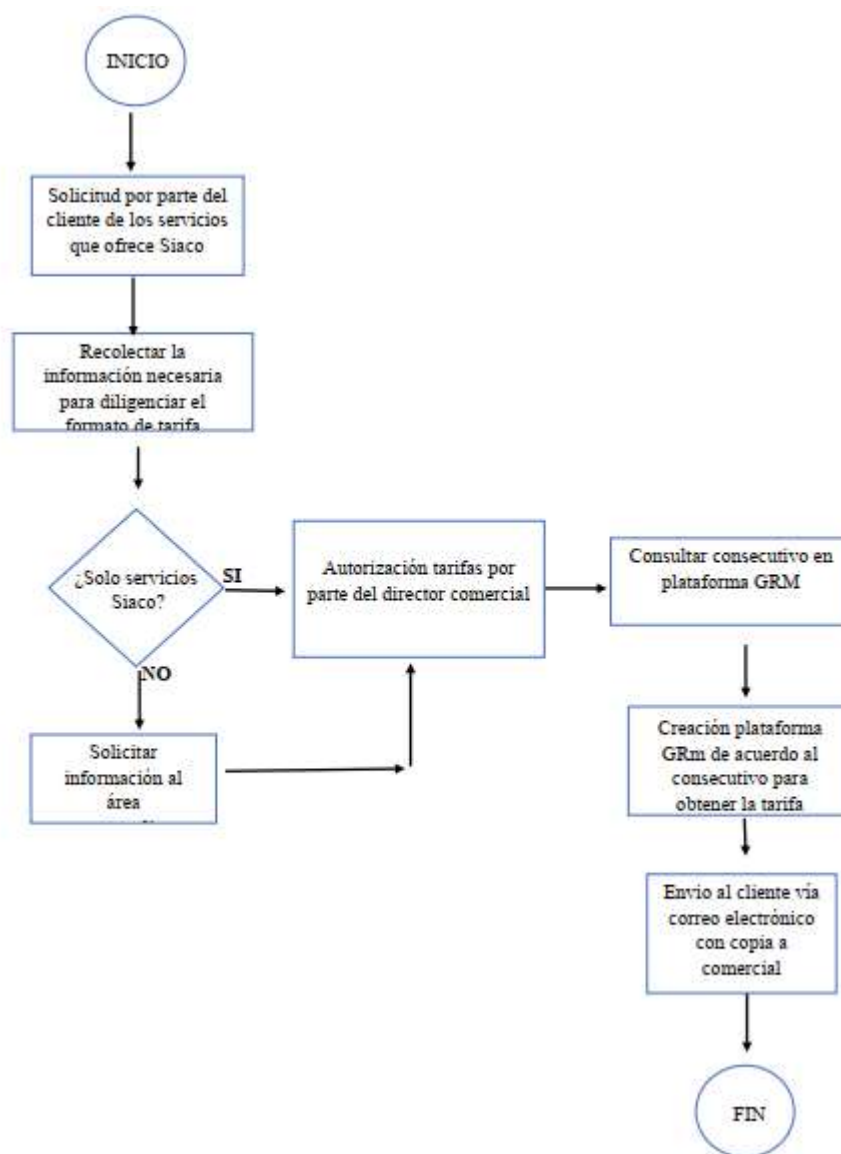 INICIO
Solicitud por parte del
cliente de los servicios
que ofrece Siaco
Recolectar la
información necesaria
para diligenciar el
formato de tarifa
¿Solo servicios
Siaco?
SI
NO
Solicitar
información al
área
Autorización tarifas por
parte del director comercial
Consultar consecutivo en
plataforma GRM
Creación plataforma
GRm de acuerdo al
consecutivo para
obtener la tarifa
Envio al cliente vía
correo electrónico
con copia a
comercial
FIN